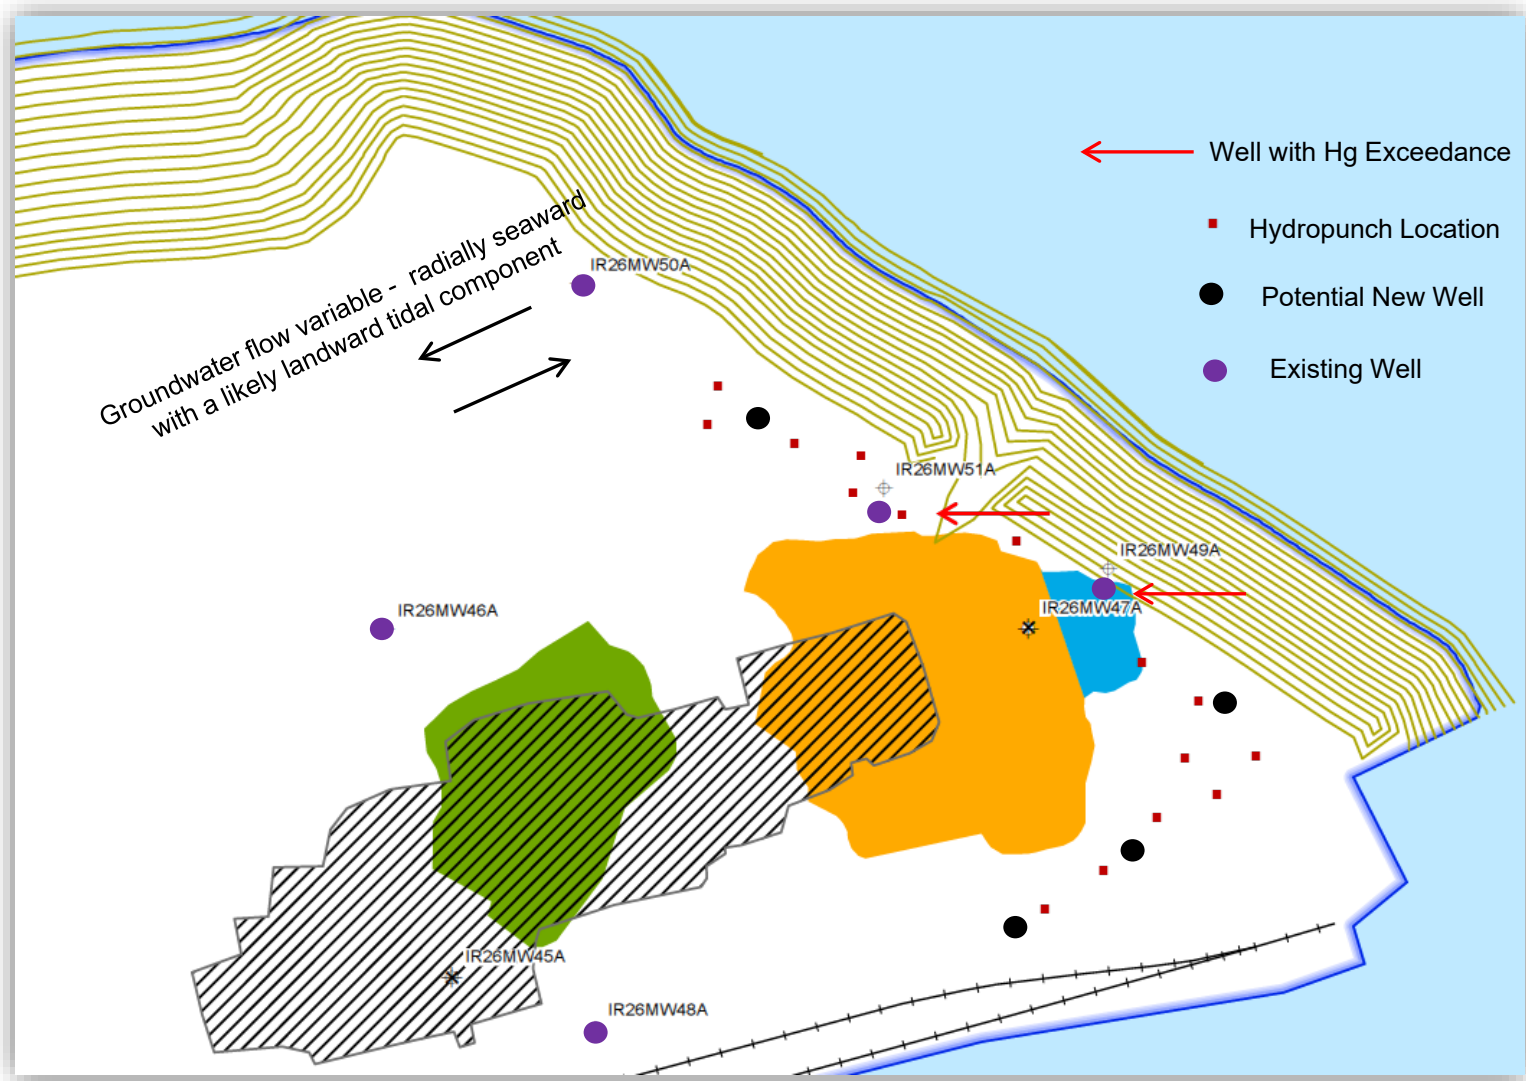 Well with Hg Exceedance
Hydropunch Location
Potential New Well
Existing Well
Groundwater flow variable - radially seaward
with a likely landward tidal component
IR26MW50A
IR26MW51A
IR26MW49A
IR26MW47A
IR26MW46A
IR26MW45A
IR26MW48A